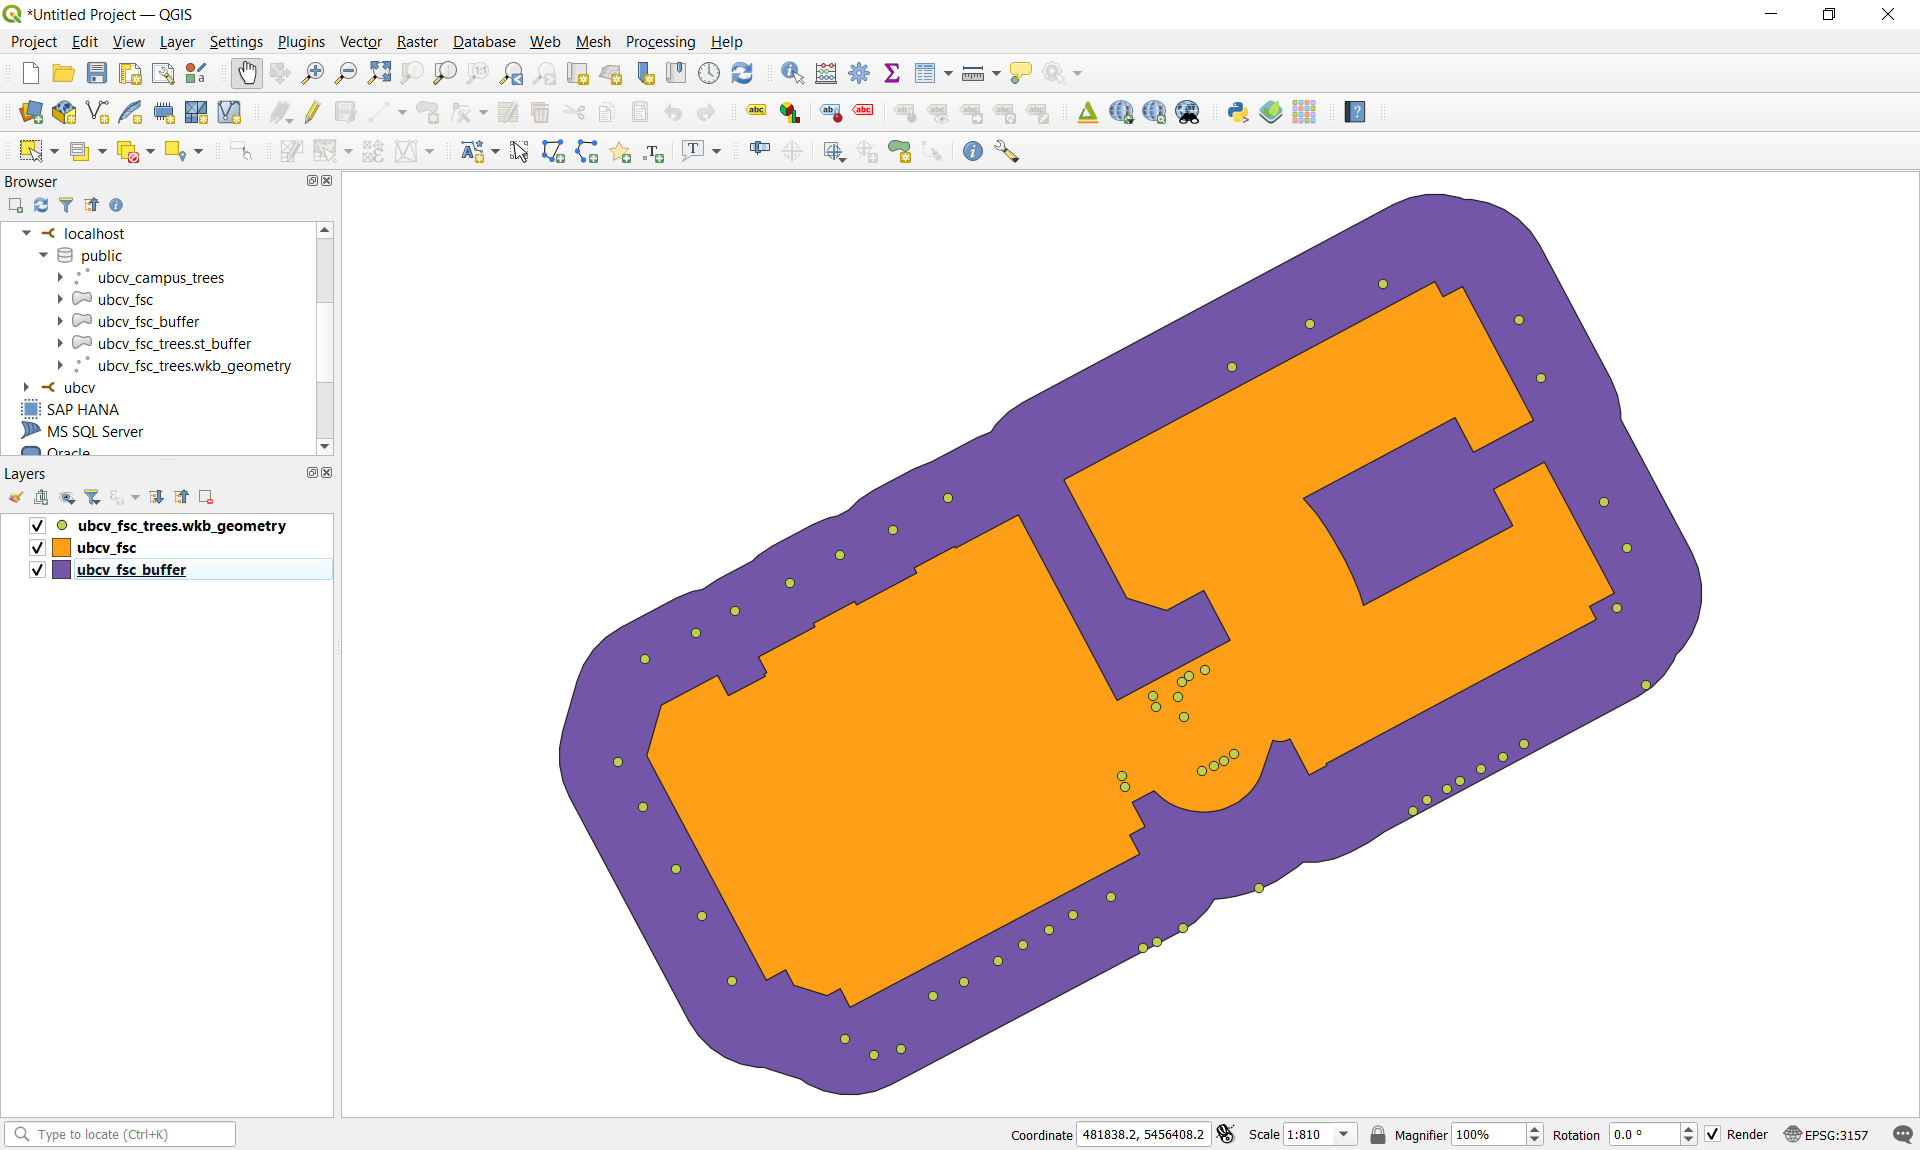 *Untitled Project — QGIS
Project Edit View Layer Settings Plugins Vector Raster Database Web Mesh Processing Help
Browser
localhost
public
ubcv_campus_trees
ubcv_fsc
ubcv_fsc_buffer
ubcv_fsc_trees.st_buffer
ubcv_fsc_trees.wkb_geometry
ubcv
SAP HANA
MS SQL Server
Oracle
Layers
ubcv_fsc_trees.wkb_geometry
ubcv_fsc
ubcv_fsc_buffer
Type to locate (Ctrl+K)
Coordinate 481838.2, 5456408.2 Scale 1:810 Magnifier 100% Rotation 0.0 ° Render EPSG:3157